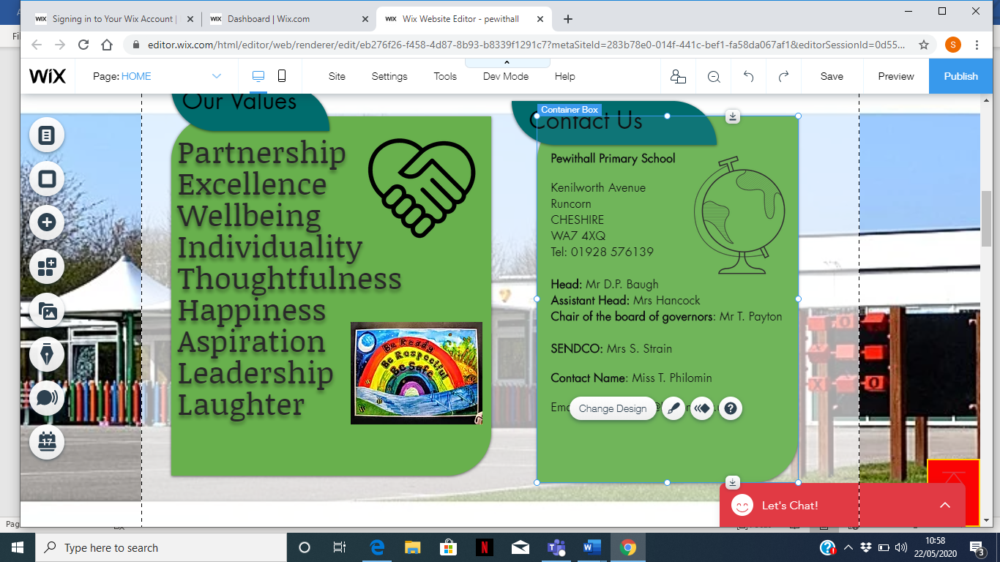 Signing in to Your Wix Account |
Dashboard | Wix.com
Wix Website Editor - pewithall
editor.wix.com/html/editor/web/renderer/edit/eb276f26-f458-4d87-8b93-b8339f1291c7?metaSiteId=283b78e0-014f-441c-bef1-fa58da067af1&editorSessionId=0d55...
S
WiX
Page: HOME
Site
Settings
Tools
Dev Mode
Help
Save
Preview
Publish
Our Values
Partnership
Excellence
Wellbeing
Individuality
Thoughtfulness
Happiness
Aspiration
Leadership
Laughter
Be Ready
Be Respectful
Be Safe
Container Box
Contact Us
Pewithall Primary School
Kenilworth Avenue
Runcorn
CHESHIRE
WA7 4XQ
Tel: 01928 576139
Head: Mr D.P. Baugh
Assistant Head: Mrs Hancock
Chair of the board of governors: Mr T. Payton
SENDCO: Mrs S. Strain
Contact Name: Miss T. Philomin
Change Design
17
Let's Chat!
Type here to search
10:58
22/05/2020
3